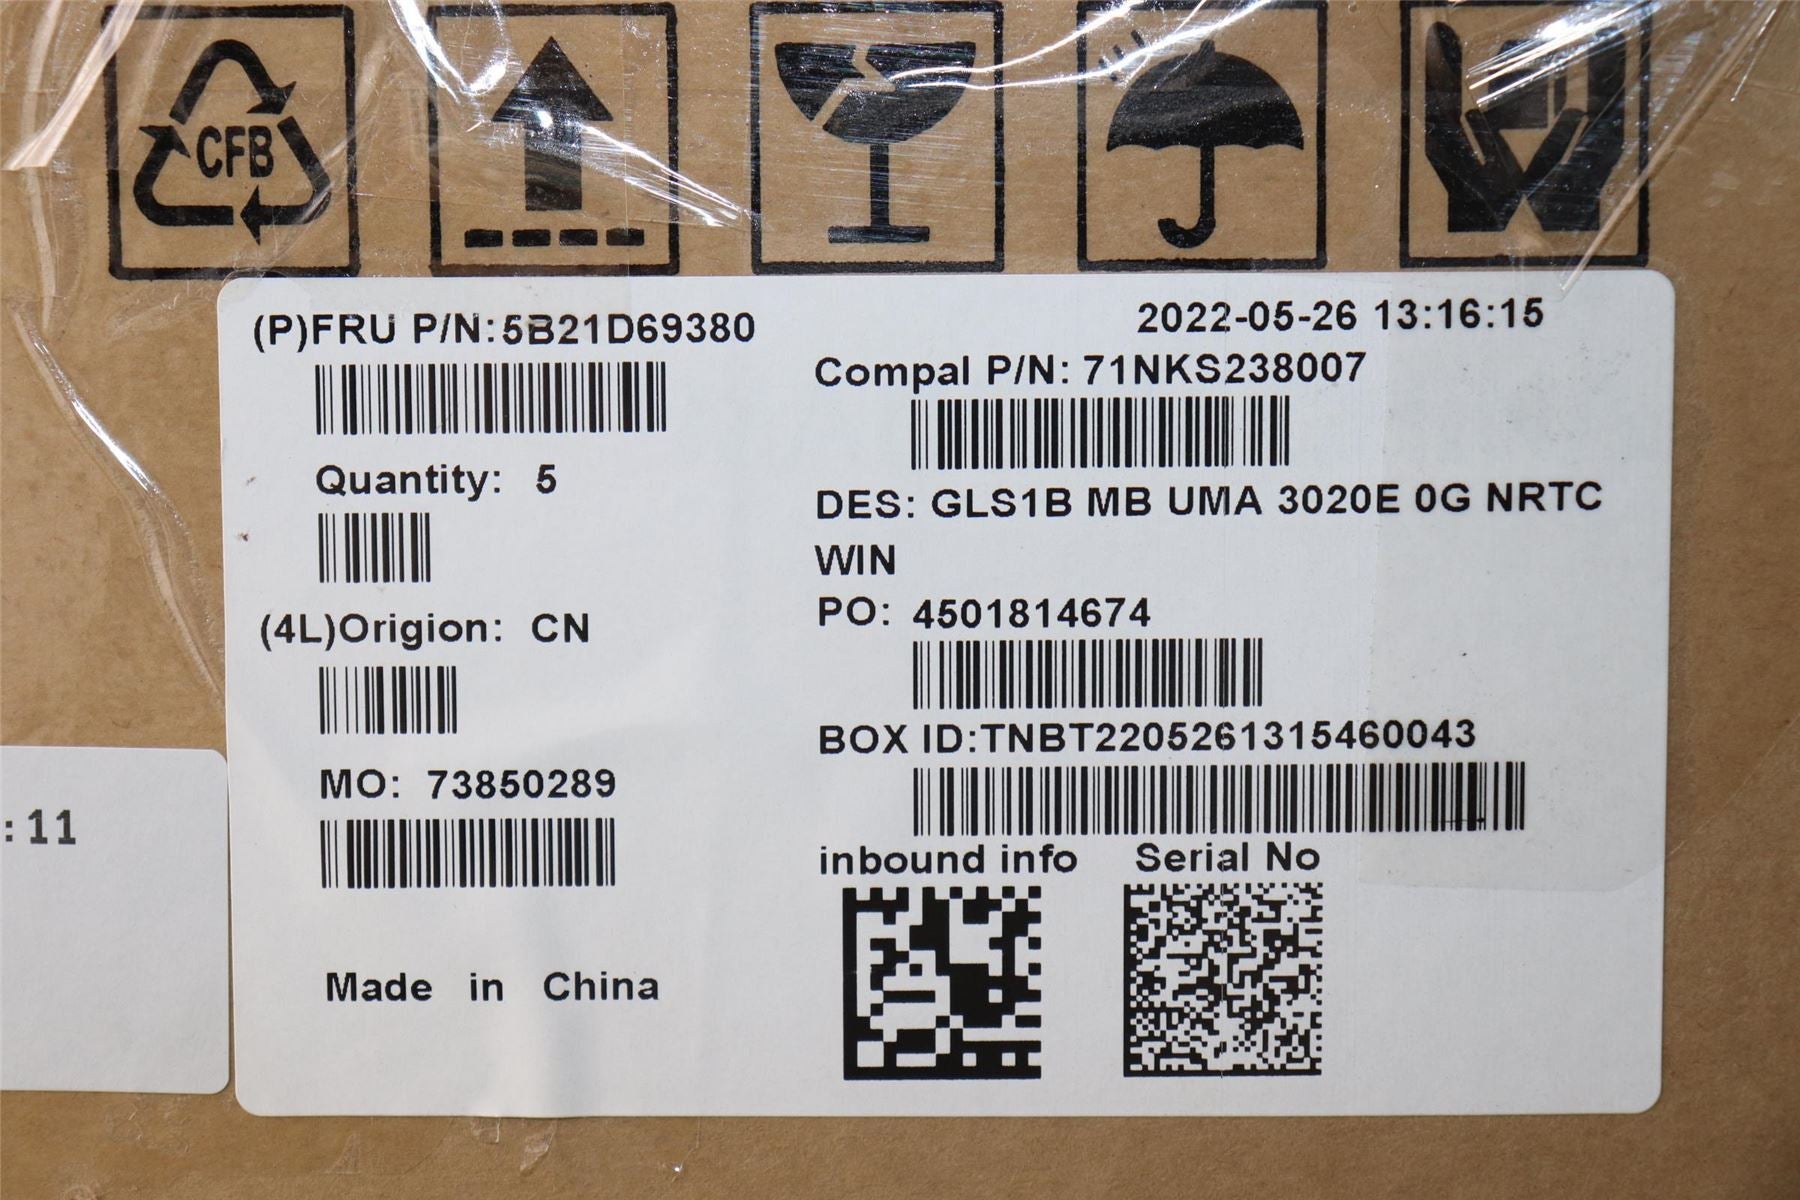 CFB
(P)FRU P/N:5B21D69380
2022-05-26 13:16:15
Compal P/N: 71NKS238007
Quantity: 5
DES: GLS1B MB UMA 3020E 0G NRTC
WIN
(4L)Origion: CN
PO: 4501814674
BOX ID:TNBT2205261315460043
MO: 73850289
:11
inbound info
Serial No
Made in China